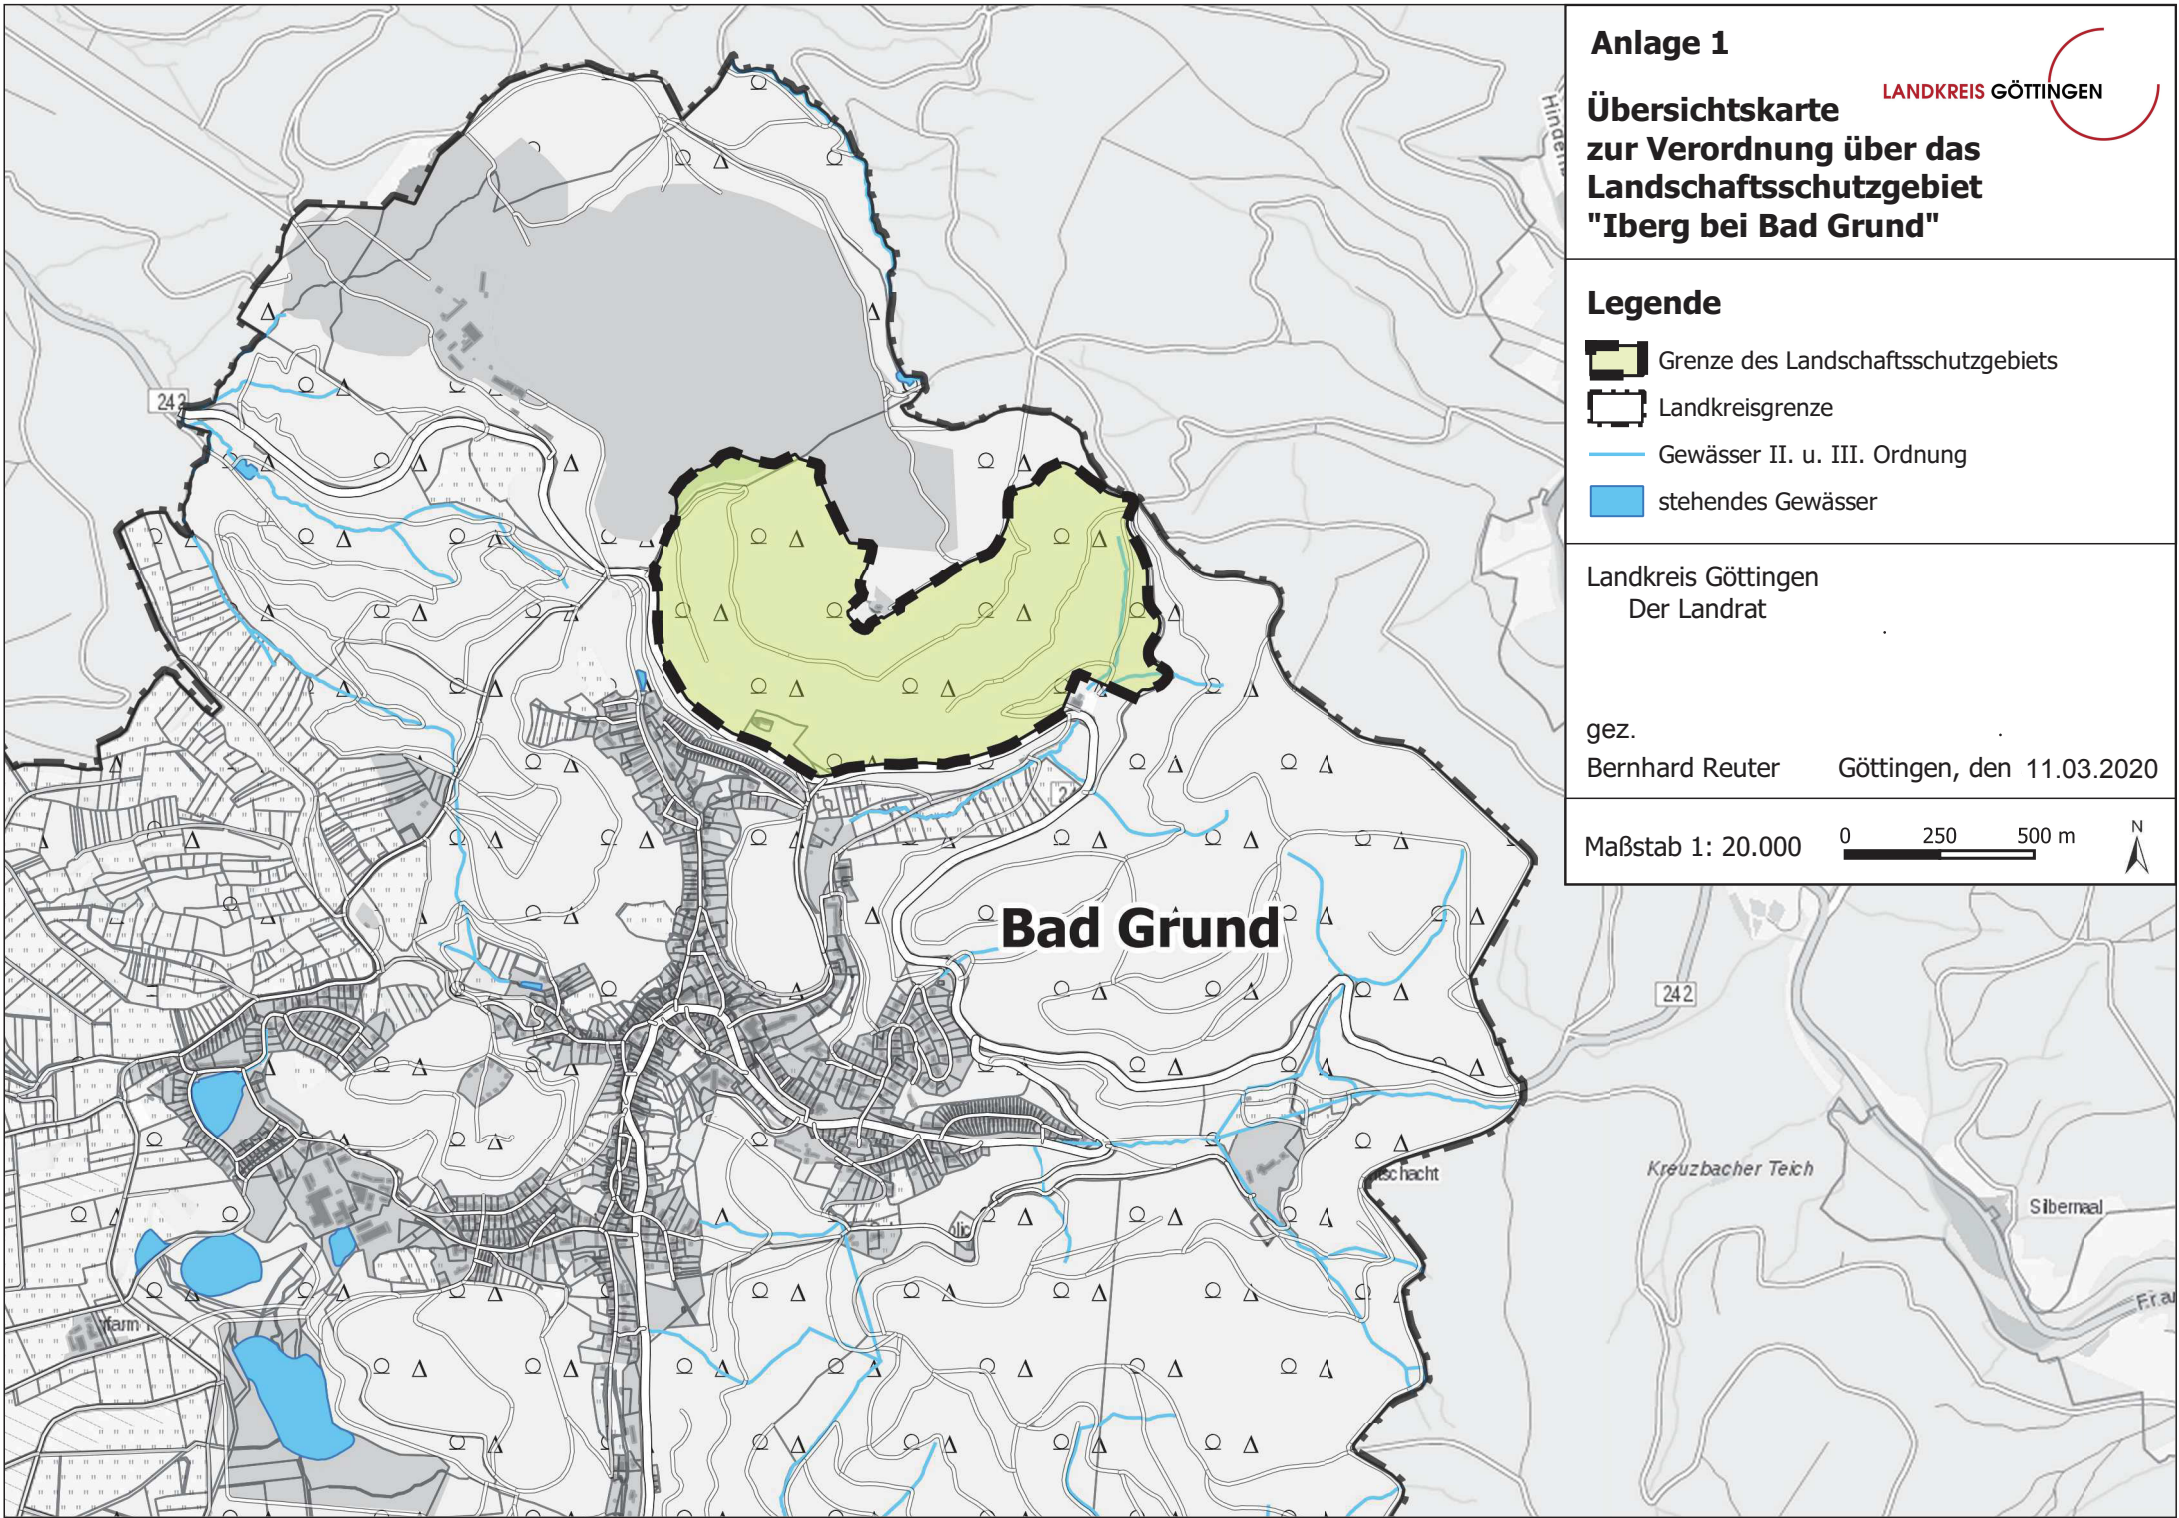 Anlage 1
LANDKREIS GÖTTINGEN
Übersichtskarte
zur Verordnung über das
Landschaftsschutzgebiet
"Iberg bei Bad Grund"
Legende
Grenze des Landschaftsschutzgebiets
Landkreisgrenze
Gewässer II. u. III. Ordnung
stehendes Gewässer
Landkreis Göttingen
Der Landrat
gez.
Bernhard Reuter Göttingen, den 11.03.2020
Maßstab 1: 20.000
0 250 500 m
N
242
Bad Grund
242
Kreuzbacher Teich
Silbernaal